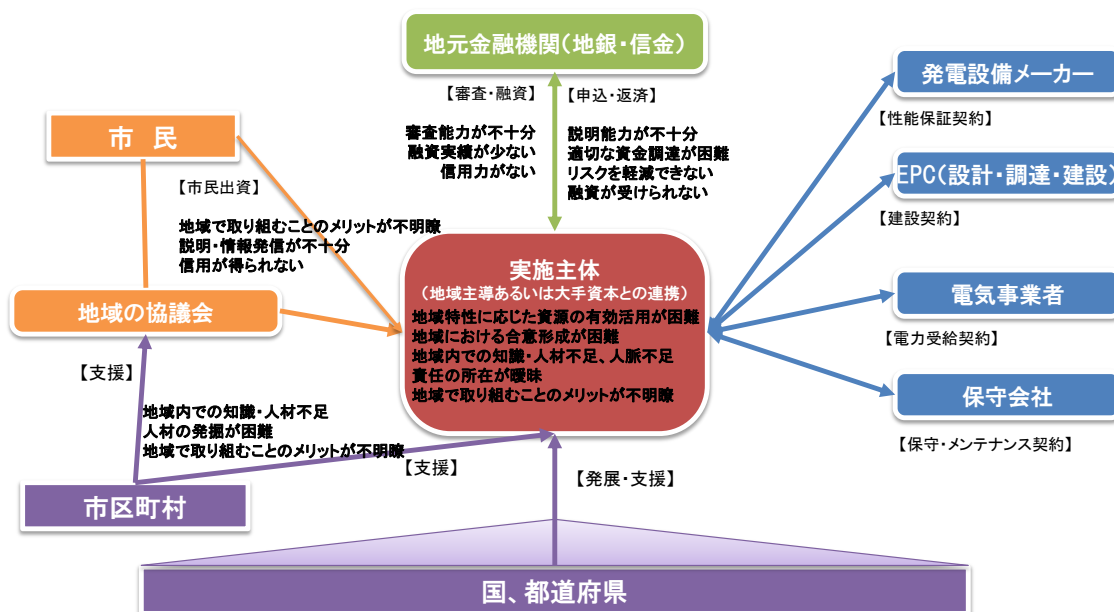 地元金融機関(地銀・信金)
【審査・融資】
【申込・返済】
審査能力が不十分
融資実績が少ない
信用力がない
説明能力が不十分
適切な資金調達が困難
リスクを軽減できない
融資が受けられない
市 民
【市民出資】
地域で取り組むことのメリットが不明瞭
説明・情報発信が不十分
信用が得られない
地域の協議会
【支援】
地域内での知識・人材不足
人材の発掘が困難
地域で取り組むことのメリットが不明瞭
【支援】
市区町村
実施主体
(地域主導あるいは大手資本との連携)
地域特性に応じた資源の有効活用が困難
地域における合意形成が困難
地域内での知識・人材不足、人脈不足
責任の所在が曖昧
地域で取り組むことのメリットが不明瞭
【発展・支援】
国、都道府県
発電設備メーカー
【性能保証契約】
EPC(設計・調達・建設)
【建設契約】
電気事業者
【電力受給契約】
保守会社
【保守・メンテナンス契約】